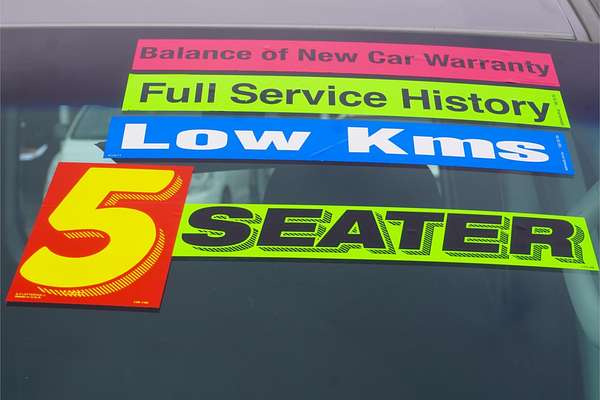 Balance of New Car Warranty
Full Service History
Low Kms
5 SEATER